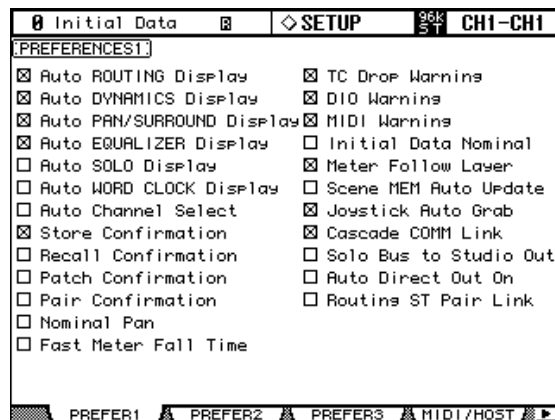 0 Initial Data SETUP 96k ST CH1-CH1
PREFERENCES1
Auto ROUTING Display
Auto DYNAMICS Display
Auto PAN/SURROUND Display
Auto EQUALIZER Display
Auto SOLO Display
Auto WORD CLOCK Display
Auto Channel Select
Store Confirmation
Recall Confirmation
Patch Confirmation
Pair Confirmation
Nominal Pan
Fast Meter Fall Time
TC Drop Warning
DIO Warning
MIDI Warning
Initial Data Nominal
Meter Follow Layer
Scene MEM Auto Update
Joystick Auto Grab
Cascade COMM Link
Solo Bus to Studio Out
Auto Direct Out On
Routing ST Pair Link
PREFER1 PREFER2 PREFER3 MIDI/HOST